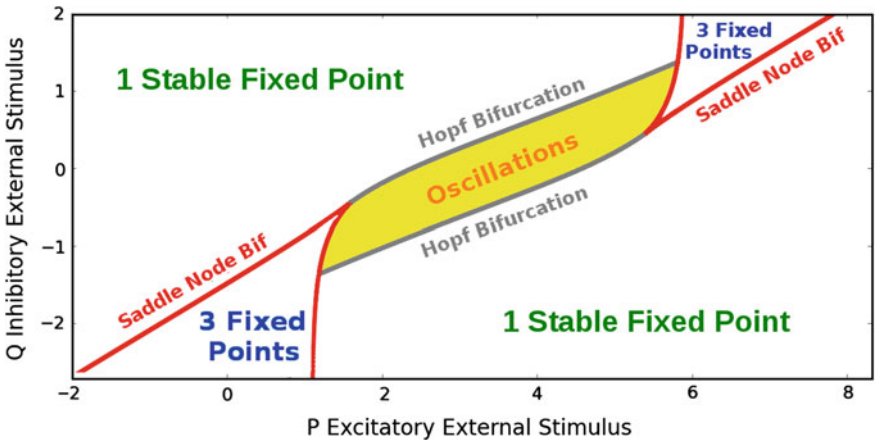 2
1
0
−1
−2
Q Inhibitory External Stimulus
1 Stable Fixed Point
Hopf Bifurcation
3 Fixed
Points
Saddle Node Bif
Oscillations
Saddle Node Bif
Hopf Bifurcation
3 Fixed
Points
1 Stable Fixed Point
−2
0
2
4
6
8
P Excitatory External Stimulus